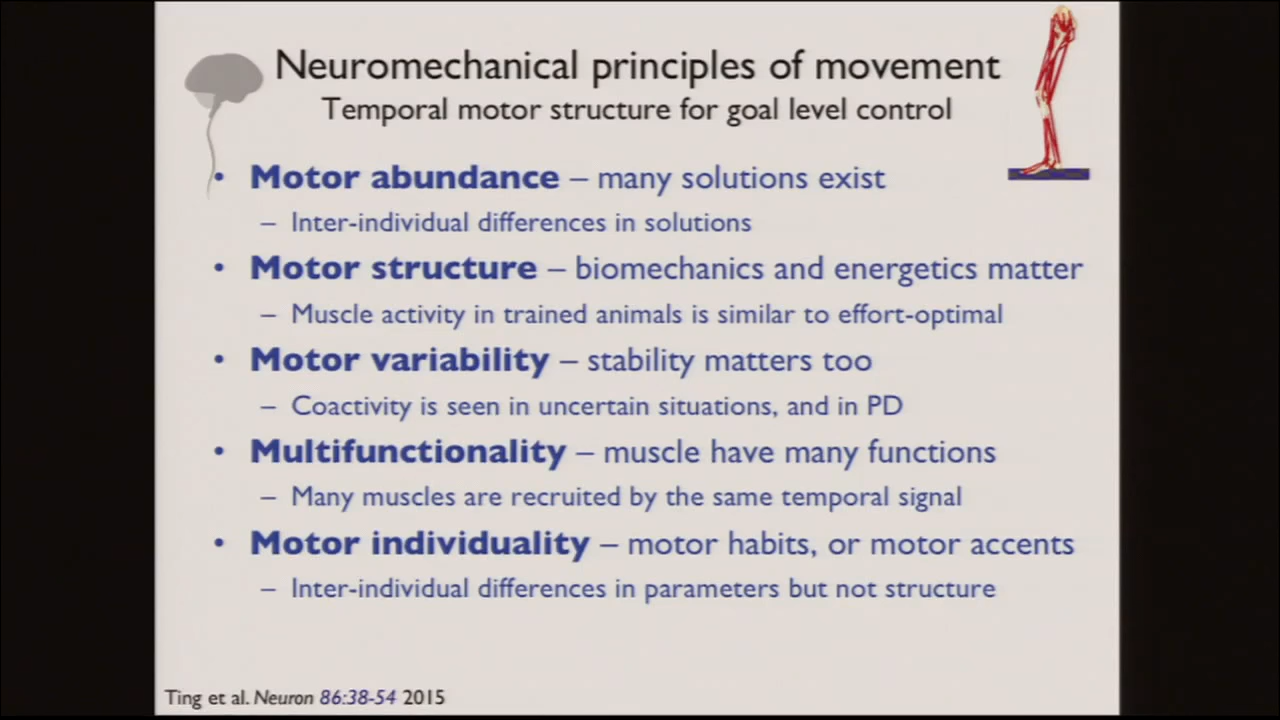 Neuromechanical principles of movement
Temporal motor structure for goal level control
• Motor abundance – many solutions exist
– Inter-individual differences in solutions
• Motor structure – biomechanics and energetics matter
– Muscle activity in trained animals is similar to effort-optimal
• Motor variability – stability matters too
– Coactivity is seen in uncertain situations, and in PD
• Multifunctionality – muscle have many functions
– Many muscles are recruited by the same temporal signal
• Motor individuality – motor habits, or motor accents
– Inter-individual differences in parameters but not structure
Ting et al. Neuron 86:38-54 2015